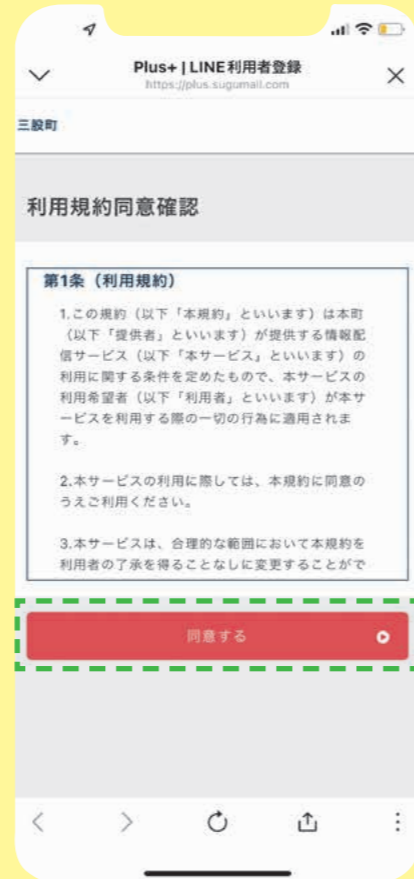 Plus+ | LINE利用者登録
https://plus.sugumail.com
三股町
利用規約同意確認
第1条（利用規約）
1.この規約（以下「本規約」といいます）は本町
（以下「提供者」といいます）が提供する情報配
信サービス（以下「本サービス」といいます）の
利用に関する条件を定めたもので、本サービスの
利用希望者（以下「利用者」といいます）が本サ
ービスを利用する際の一切の行為に適用されま
す。
2.本サービスの利用に際しては、本規約に同意の
うえご利用ください。
3.本サービスは、合理的な範囲において本規約を
利用者の了承を得ることなしに変更することがで
同意する